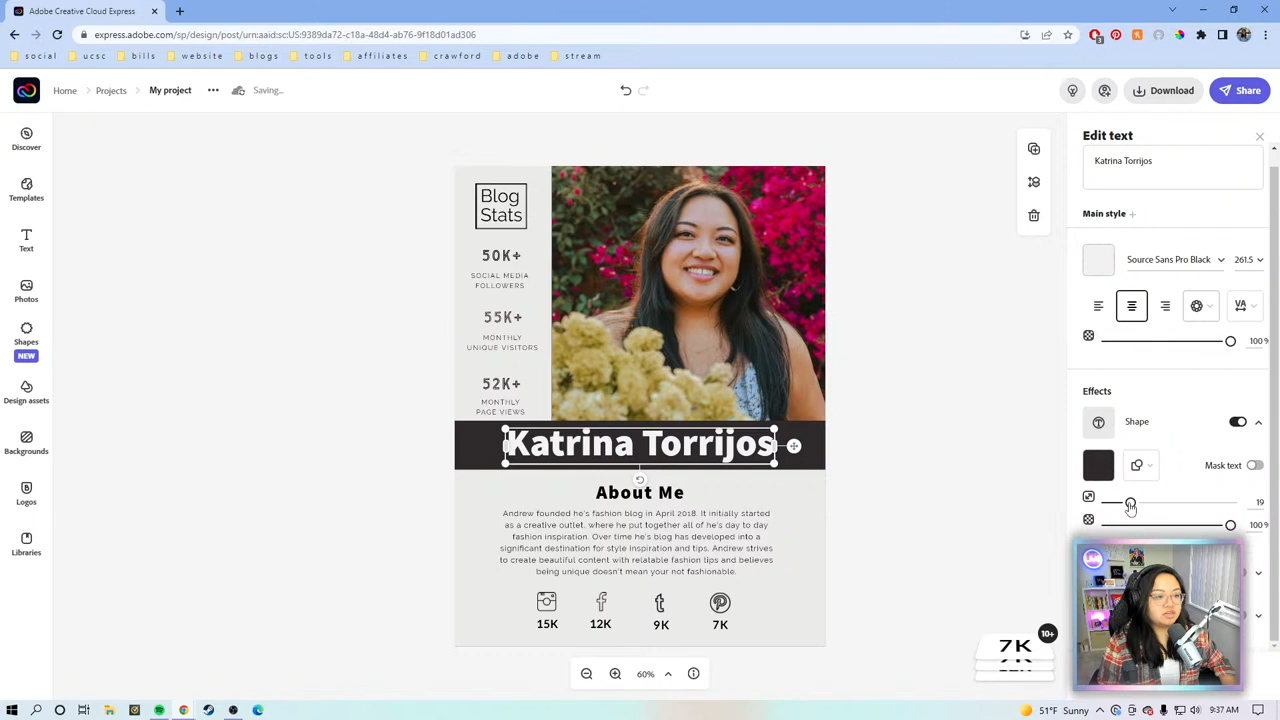 Adobe Creative Cloud Express
express.adobe.com/sp/design/post/urn:aaid:sc:US:9389da72-c18a-48d4-ab76-9f18d01ad306
social
ucsc
bills
website
blogs
tools
affiliates
crawford
adobe
stream
Home
Projects
My project
Saving...
Download
Share
Discover
Templates
Text
Photos
Shapes
NEW
Design assets
Backgrounds
Logos
Libraries
Blog
Stats
50K+
SOCIAL MEDIA
FOLLOWERS
55K+
MONTHLY
UNIQUE VISITORS
52K+
MONTHLY
PAGE VIEWS
Katrina Torrijos
About Me
Andrew founded he's fashion blog in April 2018. It initially started
as a creative outlet, where he put together all of he's day to day
fashion inspiration. Over time he's blog has developed into a
significant destination for style inspiration and tips. Andrew strives
to create beautiful content with relatable fashion lips and believes
being unique doesn't mean your not fashionable.
15K
12K
9K
7K
60%
Edit text
Katrina Torrijos
Main style
Source Sans Pro Black
261.5
VA
100%
Effects
Shape
Mask text
19
100%
10+
7K
51°F
9:37 AM